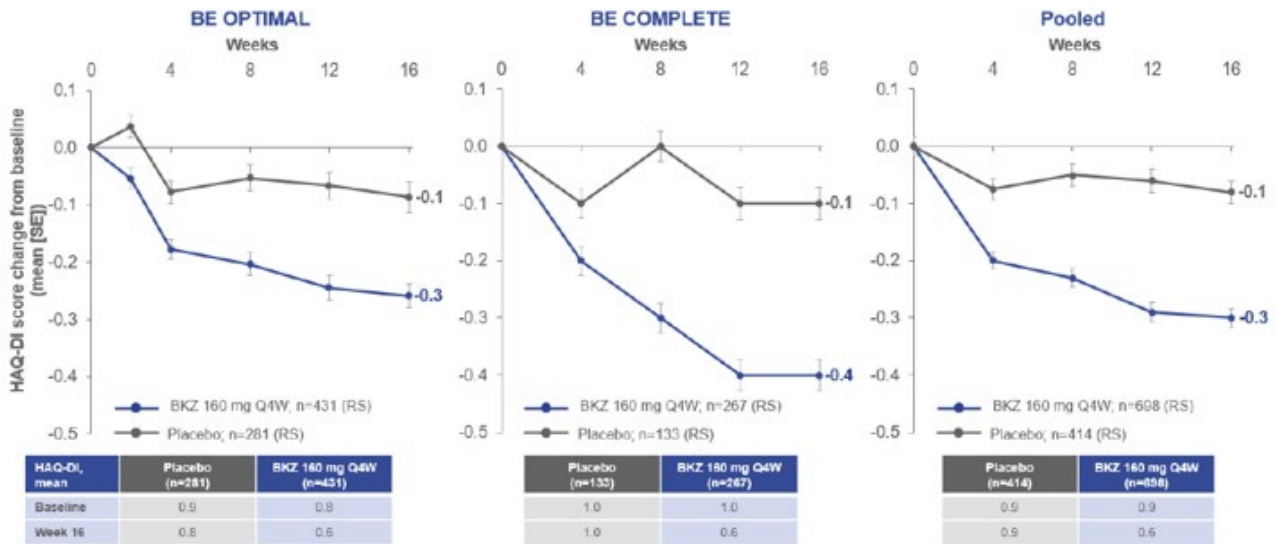 BE OPTIMAL
Weeks
0 4 8 12 16
0.1
0.0
-0.1
-0.2
-0.3
-0.4
-0.5
HAQ-DI score change from baseline
(mean [SE])
-0.1
-0.3
BKZ 160 mg Q4W; n=431 (RS)
Placebo; n=281 (RS)
HAQ-DI, mean Placebo (n=281) BKZ 160 mg Q4W (n=431)
Baseline 0.9 0.8
Week 16 0.8 0.6
BE COMPLETE
Weeks
0 4 8 12 16
0.1
0.0
-0.1
-0.2
-0.3
-0.4
-0.5
-0.1
-0.4
BKZ 160 mg Q4W; n=267 (RS)
Placebo; n=133 (RS)
Placebo (n=133) BKZ 160 mg Q4W (n=267)
1.0 1.0
1.0 0.6
Pooled
Weeks
0 4 8 12 16
0.1
0.0
-0.1
-0.2
-0.3
-0.4
-0.5
-0.1
-0.3
BKZ 160 mg Q4W; n=698 (RS)
Placebo; n=414 (RS)
Placebo (n=414) BKZ 160 mg Q4W (n=698)
0.9 0.9
0.9 0.6